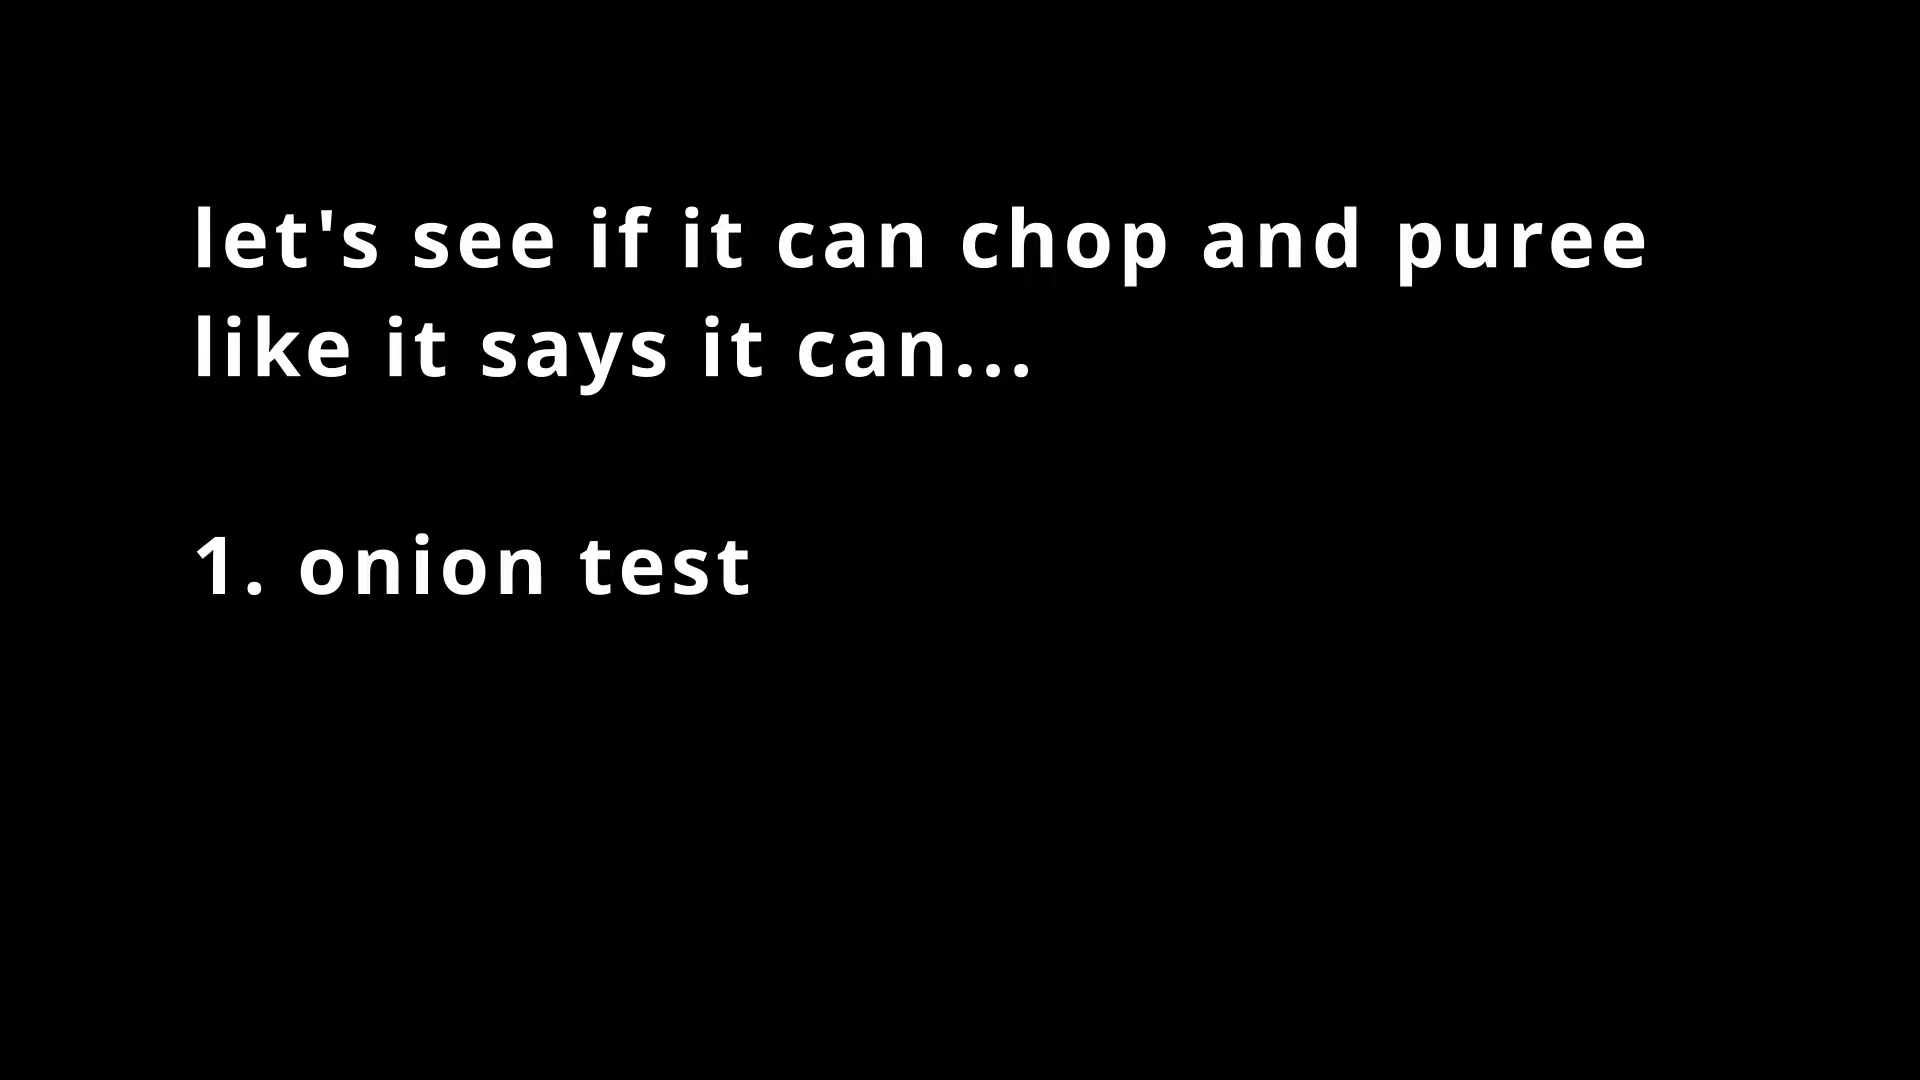 let's see if it can chop and puree
like it says it can...
1. onion test